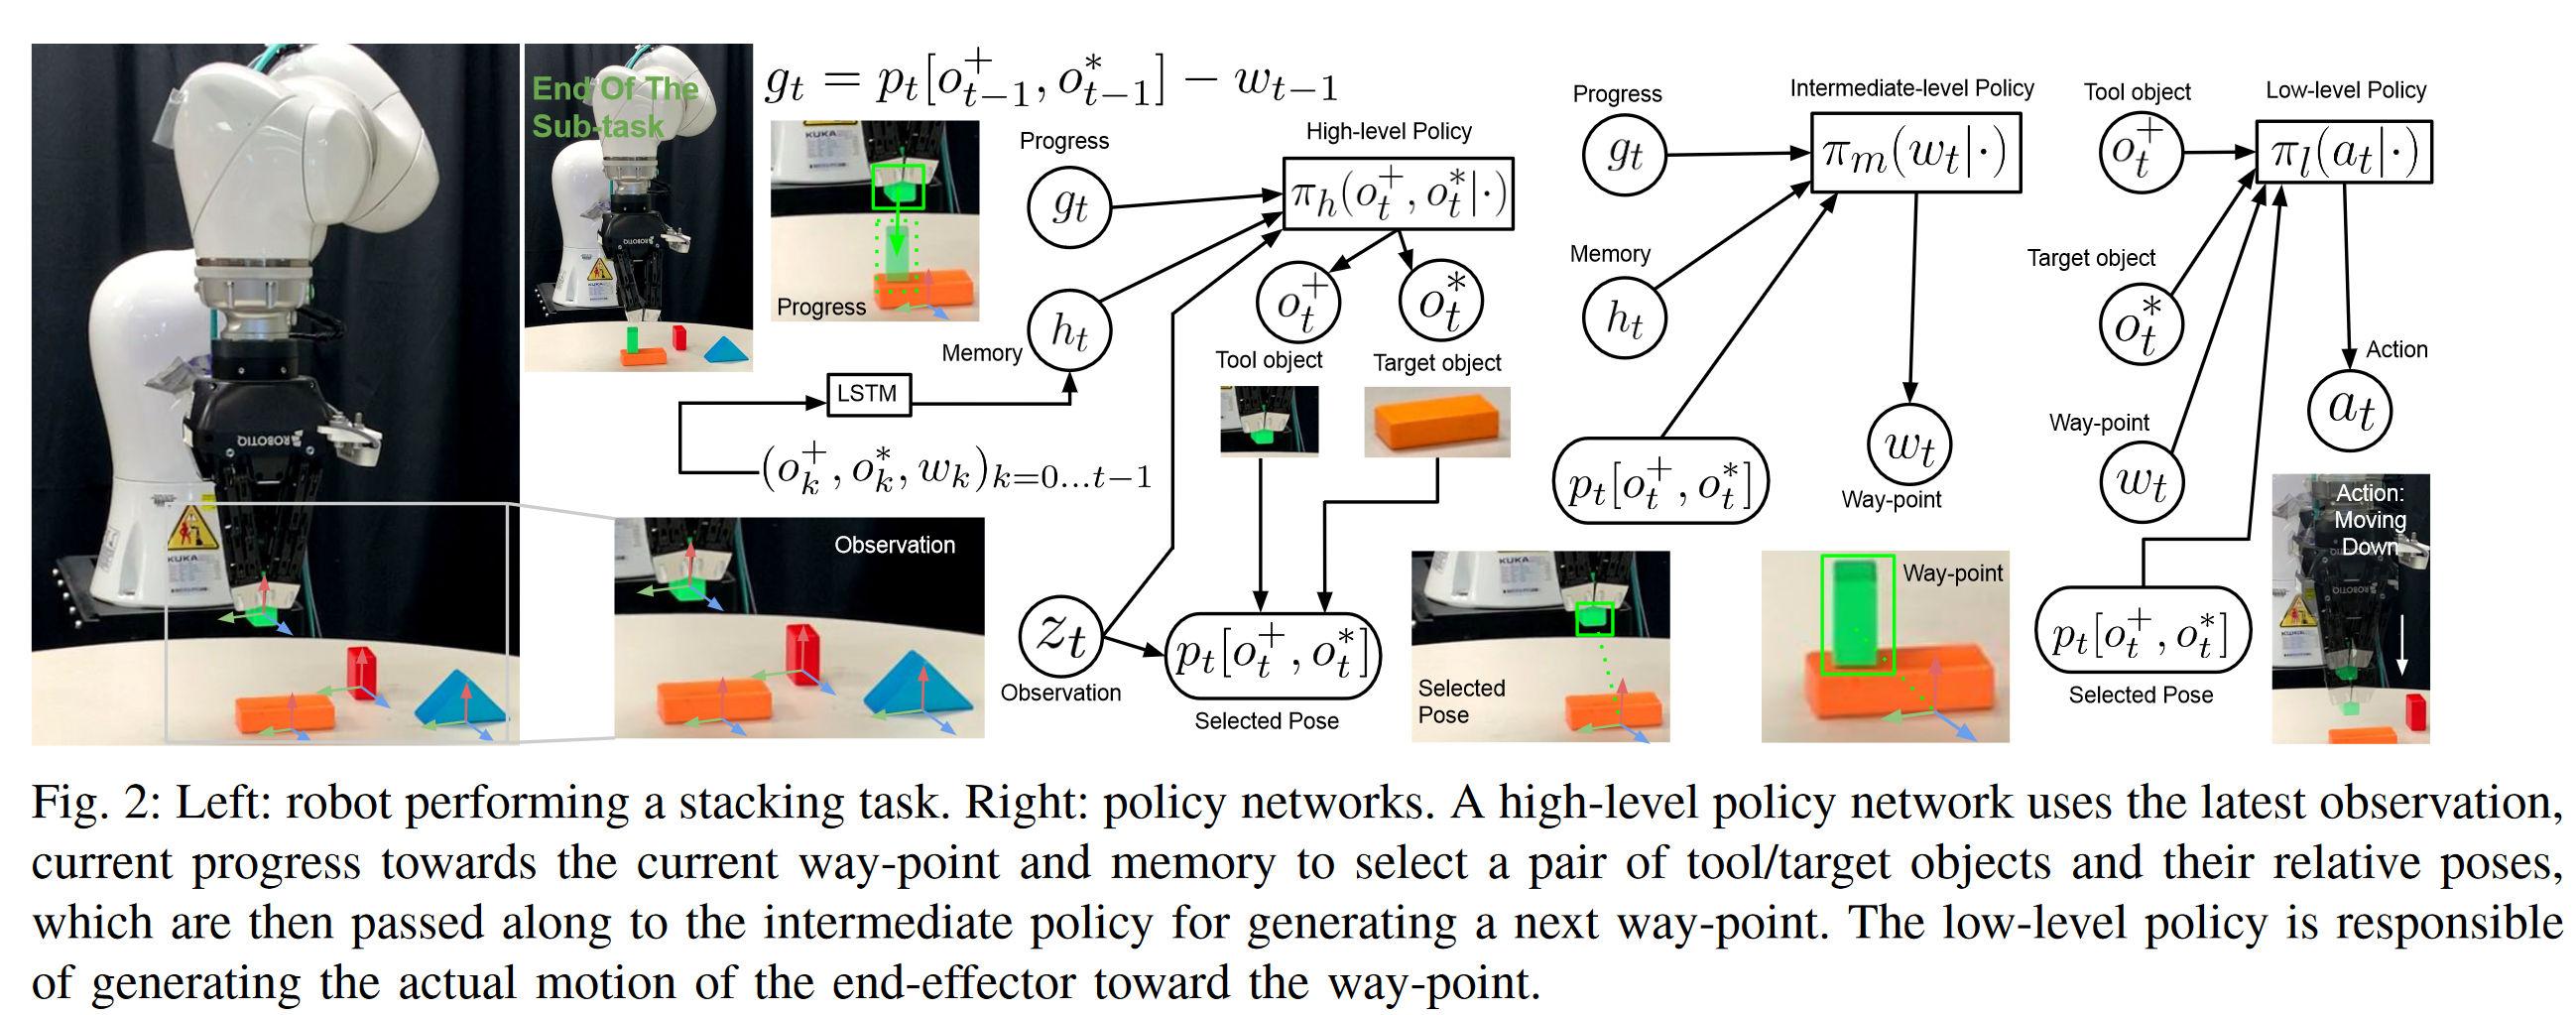 End Of The
Sub-task
g_t = p_t[o^+_{t-1}, o^*_{t-1}] − w_{t-1}
KUKA
Progress
Progress
g_t
High-level Policy
π_h(o^+_t, o^*_t|·)
Memory
h_t
o^+_t
o^*_t
Tool object
Target object
LSTM
(o^+_k, o^*_k, w_k)_{k=0...t−1}
ROBOTIQ
ROBOTIQ
KUKA
KUKA
Observation
z_t
Observation
p_t[o^+_t, o^*_t]
Selected Pose
Progress
g_t
Intermediate-level Policy
π_m(w_t|·)
Memory
h_t
p_t[o^+_t, o^*_t]
w_t
Way-point
Selected
Pose
Way-point
Tool object
o^+_t
Low-level Policy
π_l(a_t|·)
Target object
o^*_t
Way-point
w_t
Action
a_t
p_t[o^+_t, o^*_t]
Selected Pose
Action:
Moving
Down
Fig. 2: Left: robot performing a stacking task. Right: policy networks. A high-level policy network uses the latest observation,
current progress towards the current way-point and memory to select a pair of tool/target objects and their relative poses,
which are then passed along to the intermediate policy for generating a next way-point. The low-level policy is responsible
of generating the actual motion of the end-effector toward the way-point.